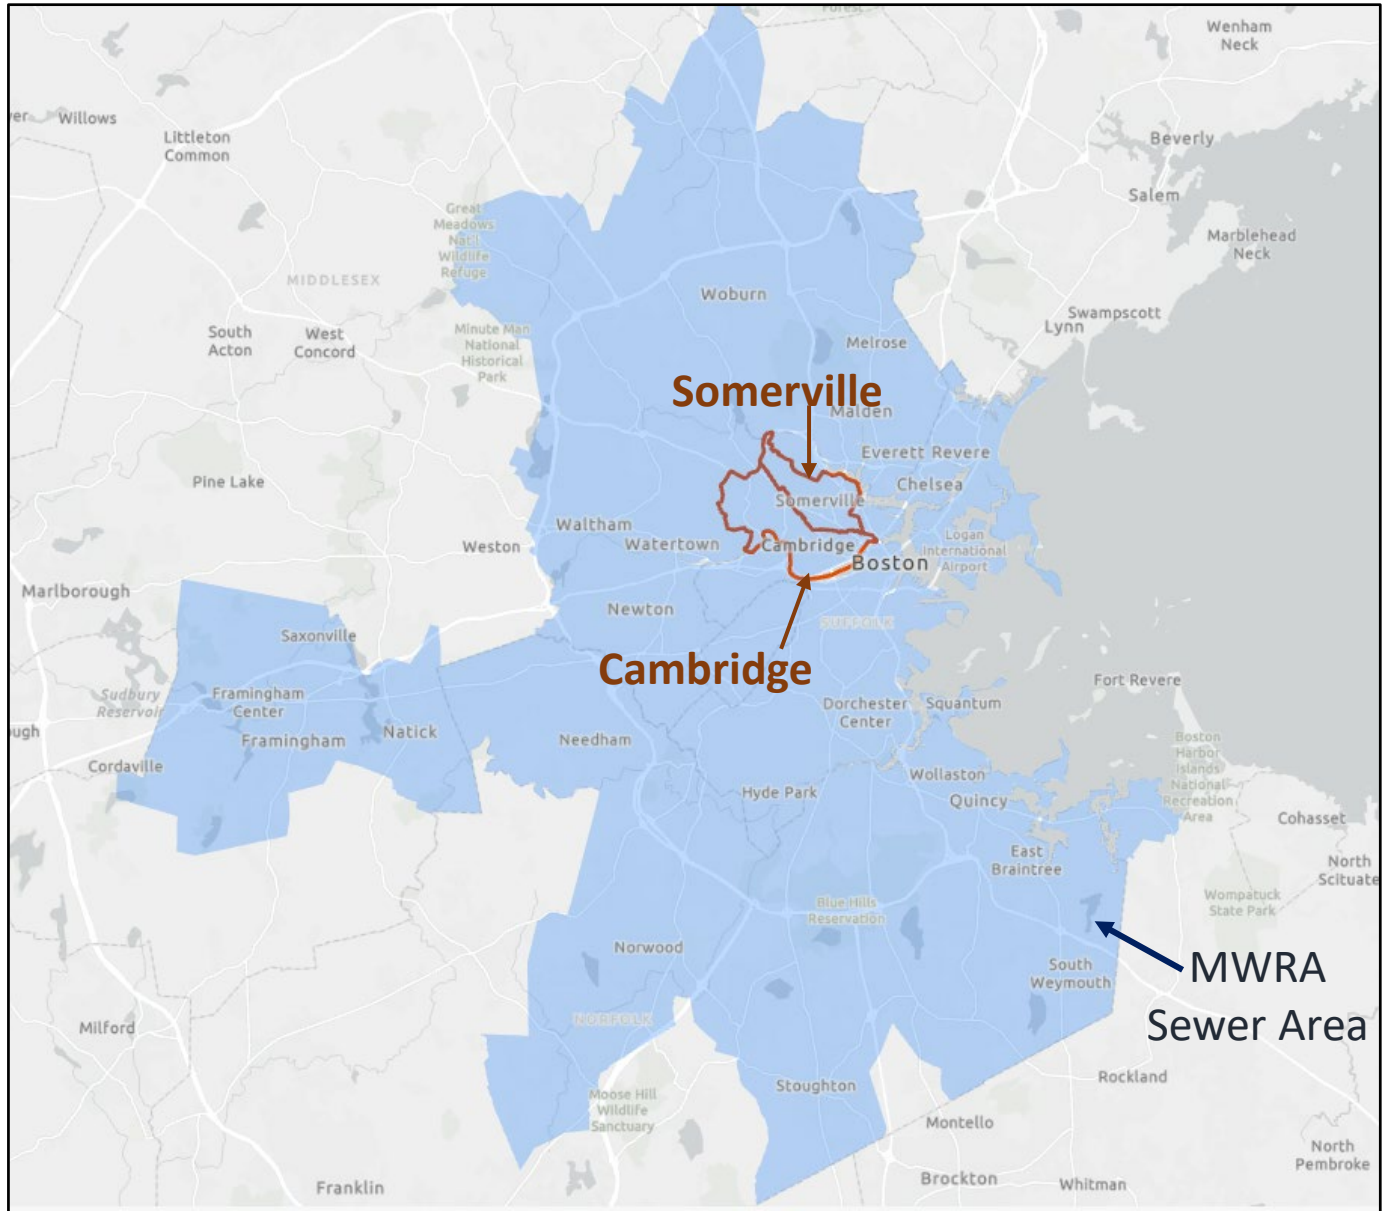 Forest
Wenham
Neck
er
Willows
Littleton
Common
Beverly
Salem
Great
Meadows
Nat'l
Wildlife
Refuge
Marblehead
Neck
MIDDLESEX
Woburn
South
Acton
West
Concord
Minute Man
National
Historical
Park
Swampscott
Lynn
Melrose
Somerville
Malden
Everett
Revere
Pine Lake
Chelsea
Somerville
Waltham
Watertown
Weston
Cambridge
Logan
International
Airport
Boston
Marlborough
Newton
SUFFOLK
Saxonville
Cambridge
Fort Revere
Sudbury
Reservoir
Framingham
Center
Dorchester
Center
Squantum
ugh
Framingham
Natick
Needham
Boston
Harbor
Islands
National
Recreation
Area
Cordaville
Wollaston
Hyde Park
Quincy
Cohasset
East
Braintree
North
Scituate
Blue Hills
Reservation
Wompatuck
State Park
Norwood
MWRA
Sewer Area
South
Weymouth
NORFOLK
Milford
Stoughton
Rockland
Moose Hill
Wildlife
Sanctuary
Montello
North
Pembroke
Franklin
Brockton
Whitman